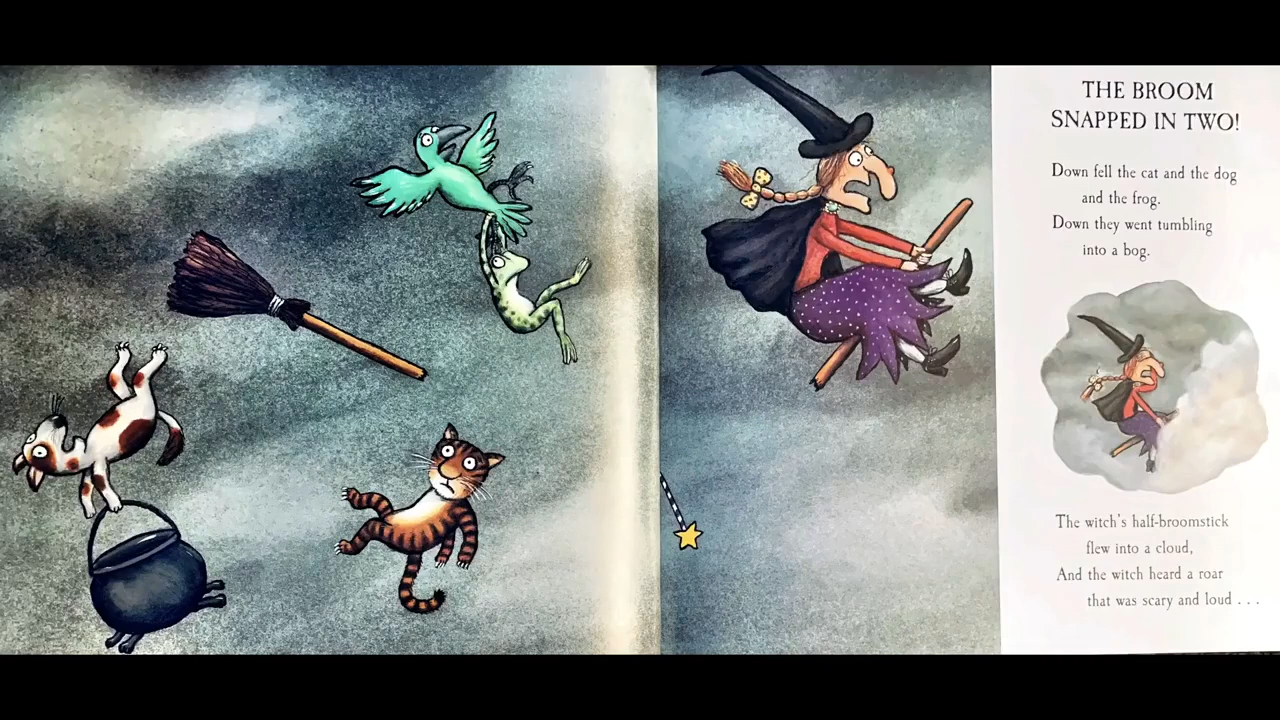 THE BROOM
SNAPPED IN TWO!
Down fell the cat and the dog
and the frog.
Down they went tumbling
into a bog.
The witch's half-broomstick
flew into a cloud,
And the witch heard a roar
that was scary and loud . . .